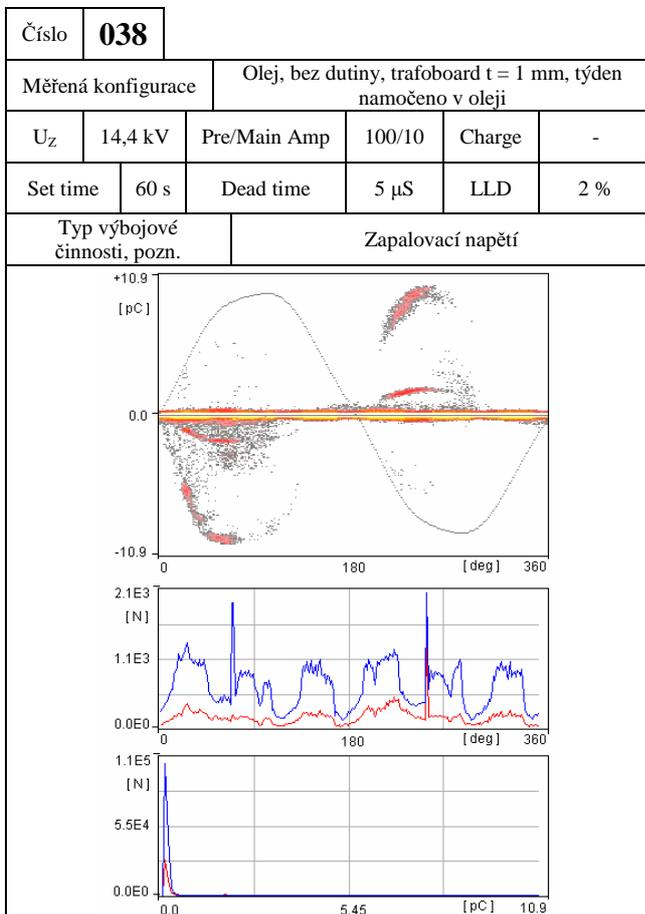 Číslo 038
Měřená konfigurace Olej, bez dutiny, trafoboard t = 1 mm, týden
namočeno v oleji
UZ 14,4 kV Pre/Main Amp 100/10 Charge -
Set time 60 s Dead time 5 μS LLD 2 %
Typ výbojové
činnosti, pozn.
Zapalovací napětí
+10.9
[pC]
0.0
-10.9
0 180 [deg] 360
2.1E3
[N]
1.1E3
0.0E0
0 180 [deg] 360
1.1E5
[N]
5.5E4
0.0E0
0.0 5.45 [pC] 10.9